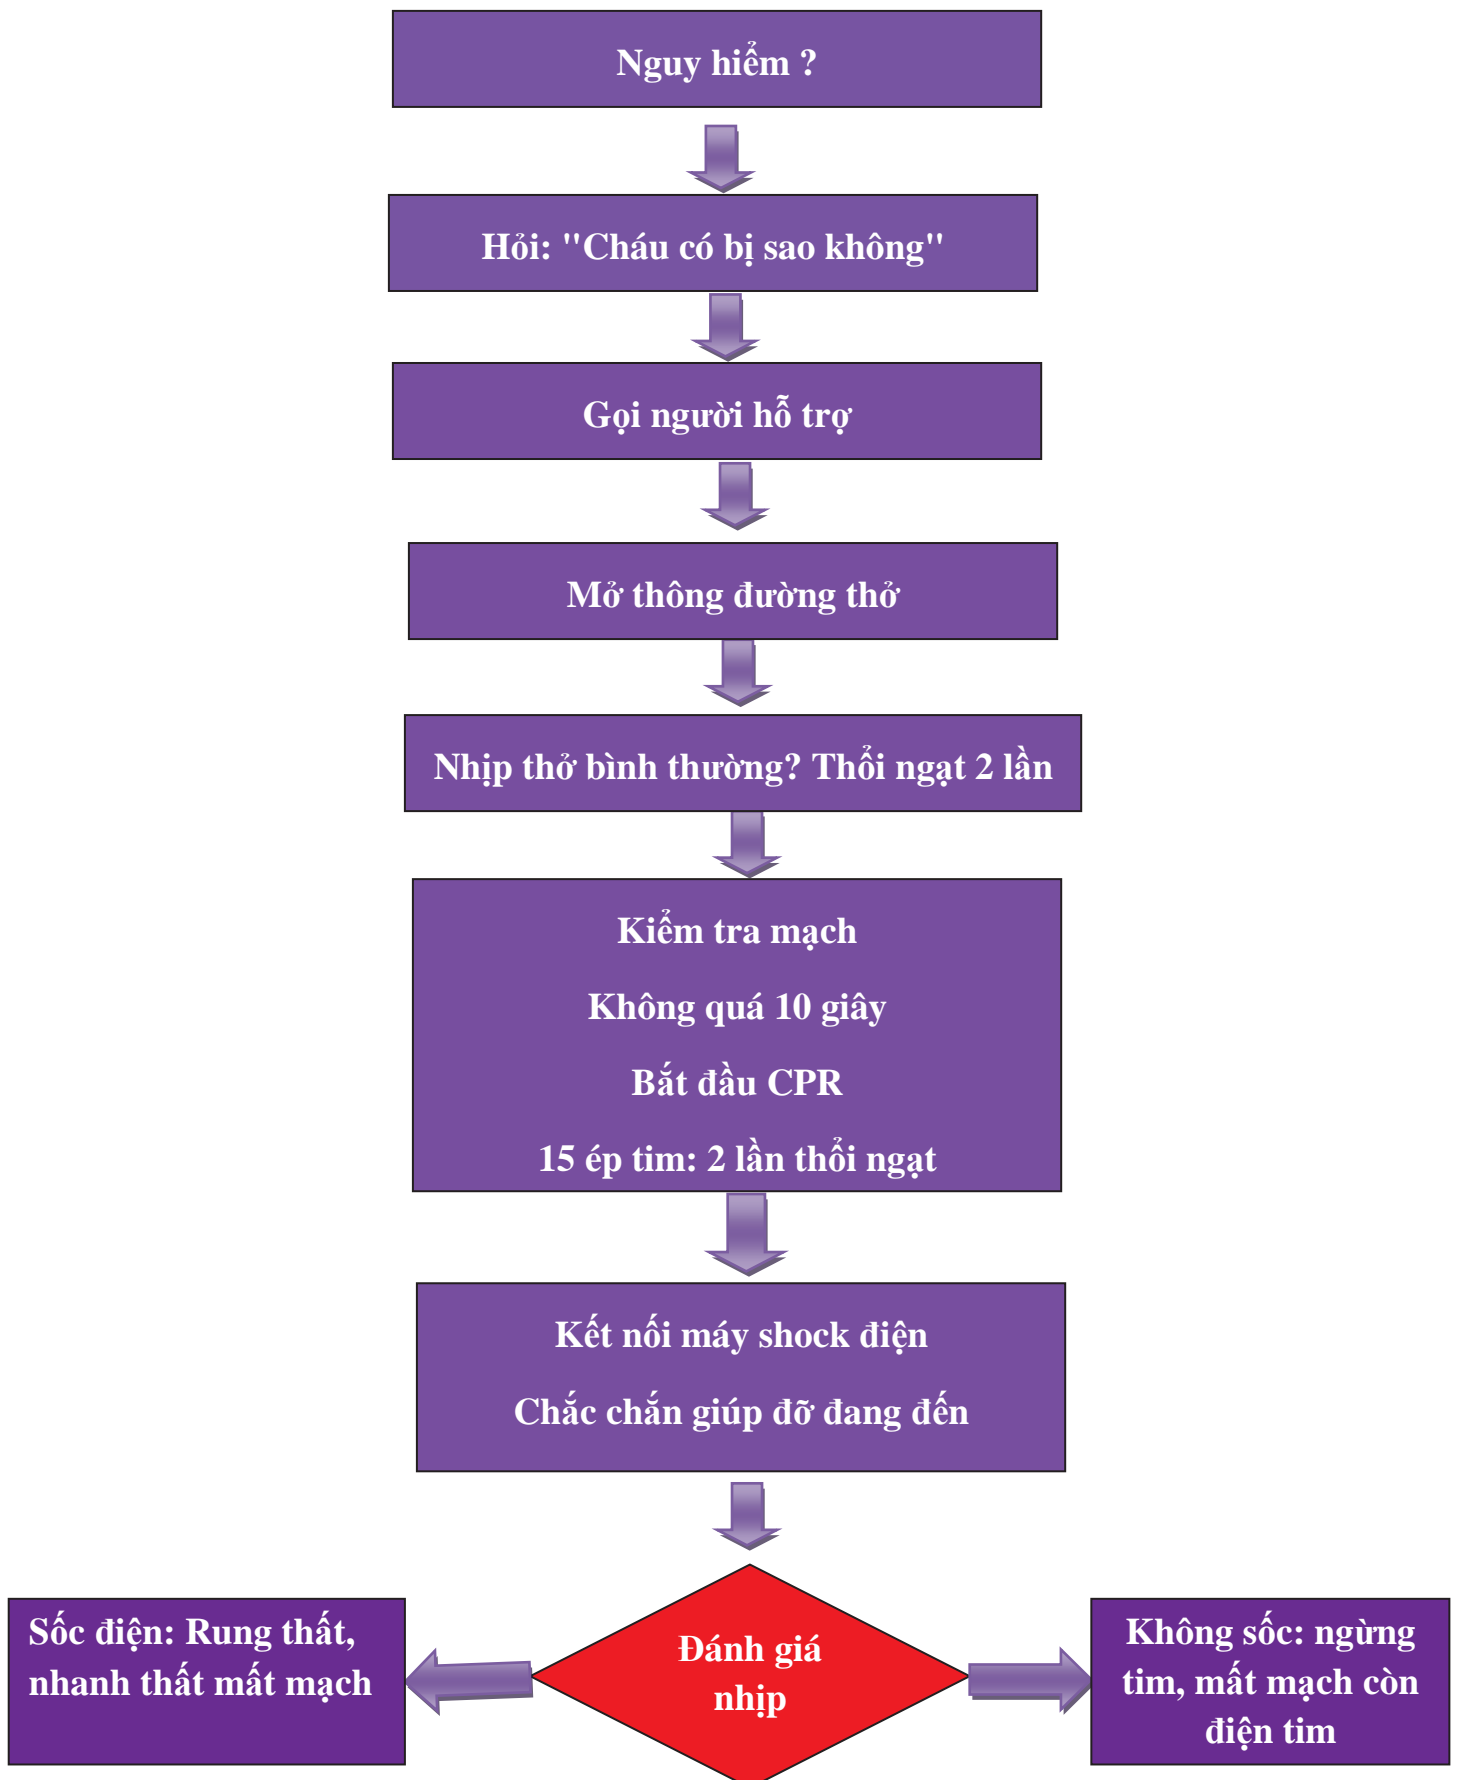 Nguy hiểm ?
Hỏi: "Cháu có bị sao không"
Gọi người hỗ trợ
Mở thông đường thở
Nhịp thở bình thường? Thổi ngạt 2 lần
Kiểm tra mạch
Không quá 10 giây
Bắt đầu CPR
15 ép tim: 2 lần thổi ngạt
Kết nối máy shock điện
Chắc chắn giúp đỡ đang đến
Sốc điện: Rung thất,
nhanh thất mất mạch
Đánh giá
nhịp
Không sốc: ngừng
tim, mất mạch còn
điện tim